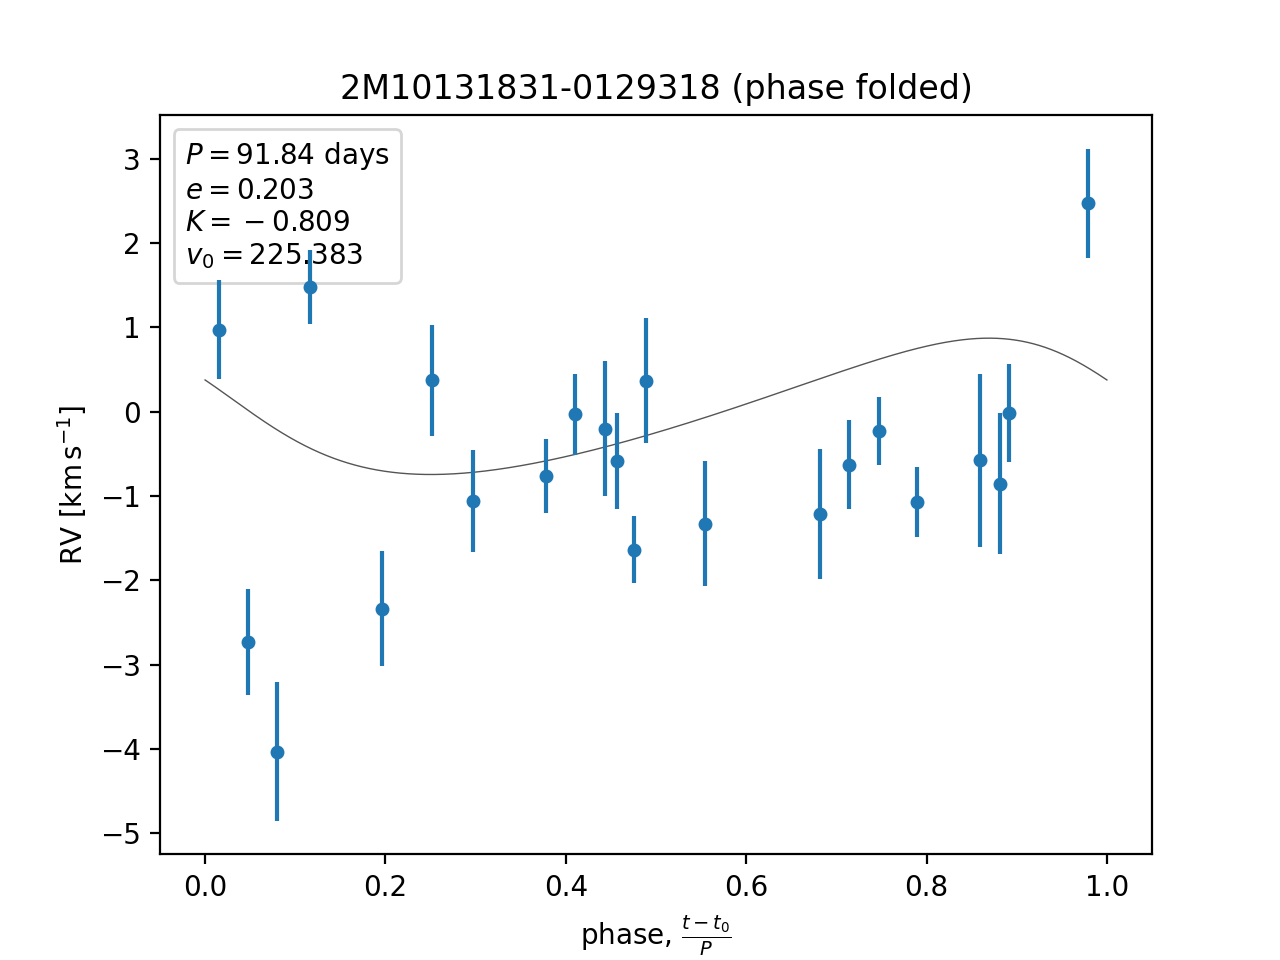 2M10131831-0129318 (phase folded)
P = 91.84 days
e = 0.203
K = −0.809
v₀ = 225.383
3
2
1
0
−1
−2
−3
−4
−5
RV [km s⁻¹]
0.0 0.2 0.4 0.6 0.8 1.0
phase, (t − t₀)/P